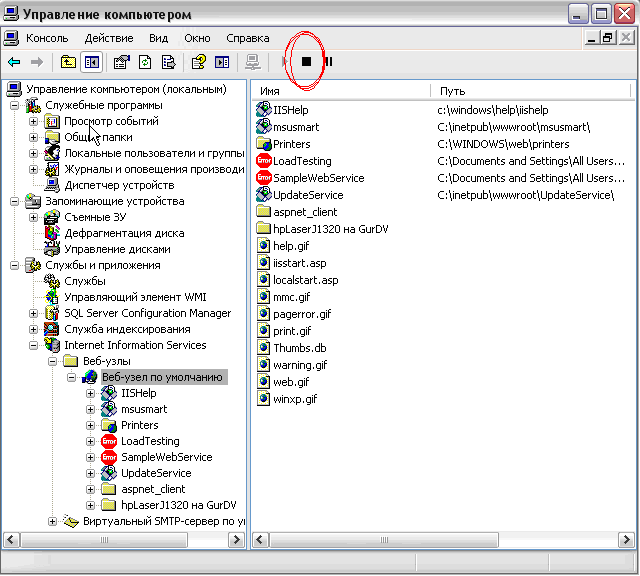 Управление компьютером
Консоль Действие Вид Окно Справка
Управление компьютером (локальным)
Служебные программы
Просмотр событий
Общие папки
Локальные пользователи и группы
Журналы и оповещения производи
Диспетчер устройств
Запоминающие устройства
Съемные ЗУ
Дефрагментация диска
Управление дисками
Службы и приложения
Службы
Управляющий элемент WMI
SQL Server Configuration Manager
Служба индексирования
Internet Information Services
Веб-узлы
Веб-узел по умолчанию
IISHelp
msusmart
Printers
Error LoadTesting
Error SampleWebService
UpdateService
aspnet_client
hpLaserJ1320 на GurDV
Виртуальный SMTP-сервер по у
Имя Путь
IISHelp c:\windows\help\iishelp
msusmart c:\inetpub\wwwroot\msusmart\
Printers C:\WINDOWS\web\printers
Error LoadTesting C:\Documents and Settings\All Users...
Error SampleWebService C:\Documents and Settings\All Users...
UpdateService C:\inetpub\wwwroot\UpdateService\
aspnet_client
hpLaserJ1320 на GurDV
help.gif
iisstart.asp
localstart.asp
mmc.gif
pagerror.gif
print.gif
Thumbs.db
warning.gif
web.gif
winxp.gif